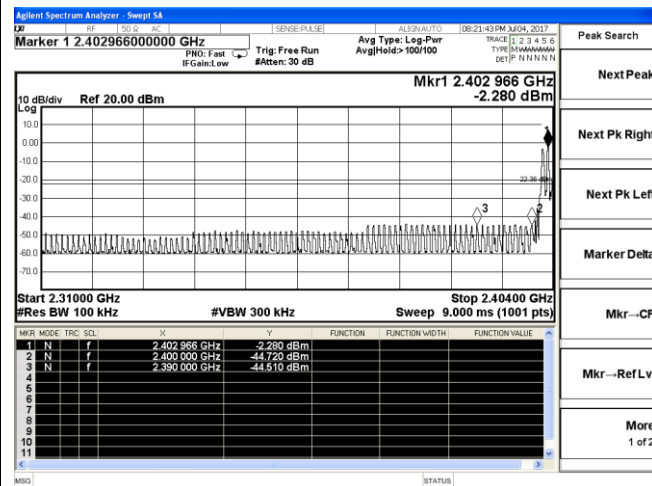 Agilent Spectrum Analyzer - Swept SA
RF 50 Ω AC SENSE:PULSE ALIGN AUTO 08:21:43 PM Jul 04, 2017
Marker 1 2.402966000000 GHz
PNO: Fast
IFGain:Low
Trig: Free Run
#Atten: 30 dB
Avg Type: Log-Pwr
Avg|Hold:> 100/100
TRACE 1 2 3 4 5 6
TYPE M
DET P N N N N N
Peak Search
Mkr1 2.402 966 GHz
-2.280 dBm
10 dB/div Ref 20.00 dBm
Log
10.0
0.00
-10.0
-20.0
-30.0
-40.0
-50.0
-60.0
-70.0
3
2
Start 2.31000 GHz Stop 2.40400 GHz
#Res BW 100 kHz #VBW 300 kHz Sweep 9.000 ms (1001 pts)
MKR MODE TRC SCL X Y FUNCTION FUNCTION WIDTH FUNCTION VALUE
1 N f 2.402 966 GHz -2.280 dBm
2 N f 2.400 000 GHz -44.720 dBm
3 N f 2.390 000 GHz -44.510 dBm
4
5
6
7
8
9
10
11
MSG STATUS
Next Peak
Next Pk Right
Next Pk Left
Marker Delta
Mkr→CF
Mkr→Ref Lv
More
1 of 2